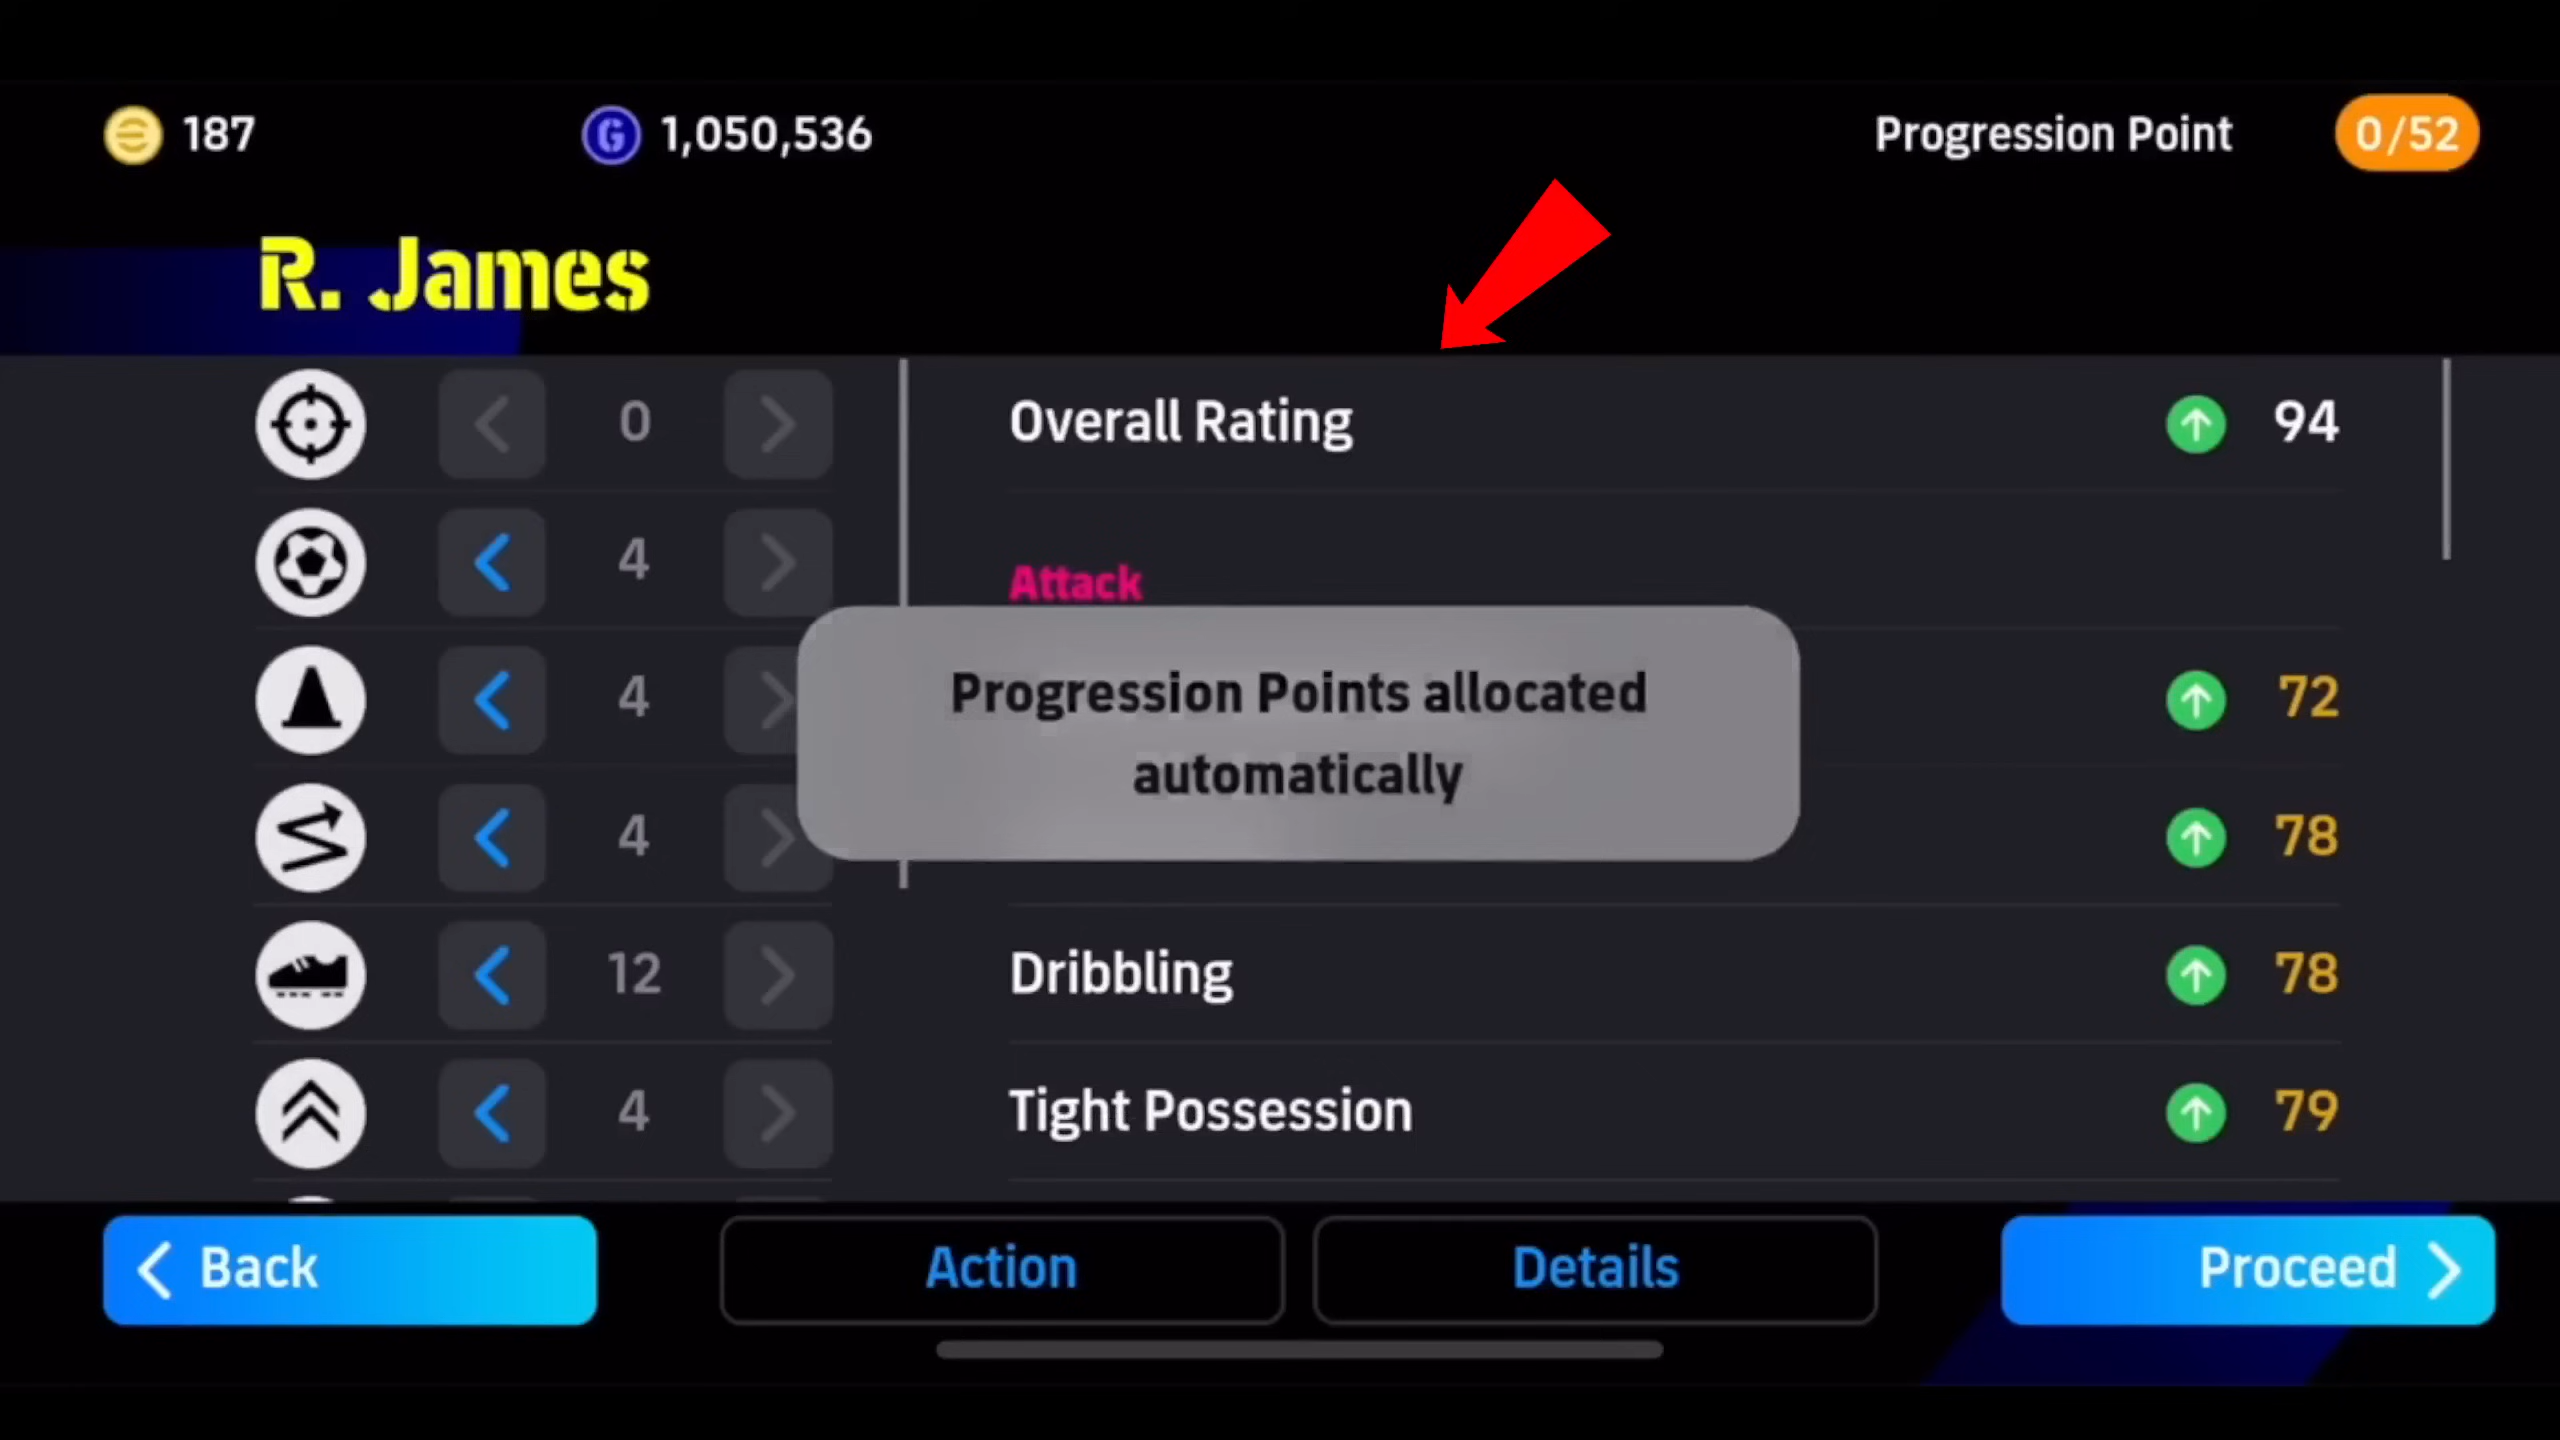 187
1,050,536
Progression Point
0/52
R. James
0
Overall Rating
94
4
Attack
4
72
Progression Points allocated
automatically
4
78
12
Dribbling
78
4
Tight Possession
79
Back
Action
Details
Proceed